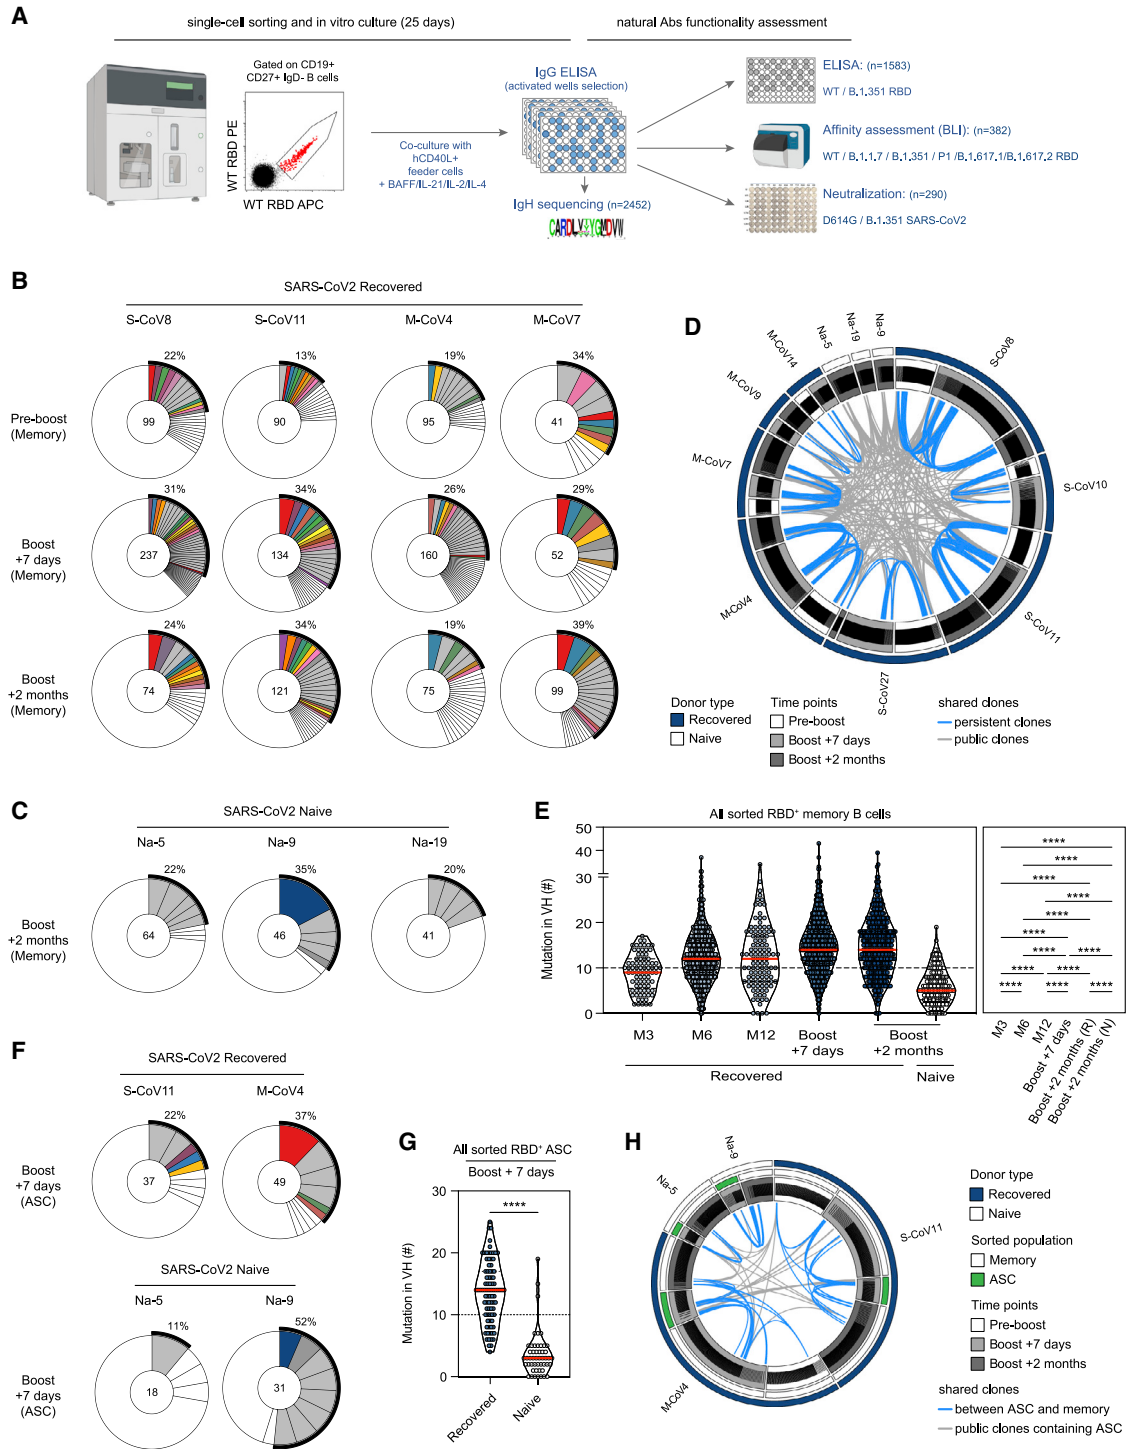 A
single-cell sorting and in vitro culture (25 days)
natural Abs functionality assessment
Gated on CD19+
CD27+ IgD- B cells
WT RBD PE
WT RBD APC
Co-culture with
hCD40L+
feeder cells
+ BAFF/IL-21/IL-2/IL-4
IgG ELISA
(activated wells selection)
IgH sequencing (n=2452)
ELISA: (n=1583)
WT / B.1.351 RBD
Affinity assessment (BLI): (n=382)
WT / B.1.1.7 / B.1.351 / P1 /B.1.617.1/B.1.617.2 RBD
Neutralization: (n=290)
D614G / B.1.351 SARS-CoV2
B
SARS-CoV2 Recovered
S-CoV8
S-CoV11
M-CoV4
M-CoV7
Pre-boost
(Memory)
22%
99
13%
90
19%
95
34%
41
Boost
+7 days
(Memory)
31%
237
34%
134
26%
160
29%
52
Boost
+2 months
(Memory)
24%
74
34%
121
19%
75
39%
99
D
S-CoV8
S-CoV10
S-CoV11
S-CoV27
M-CoV4
M-CoV7
M-CoV9
M-CoV14
Na-5
Na-19
Na-9
Donor type
Recovered
Naive
Time points
Pre-boost
Boost +7 days
Boost +2 months
shared clones
persistent clones
public clones
C
SARS-CoV2 Naive
Na-5
Na-9
Na-19
Boost
+2 months
(Memory)
22%
64
35%
46
20%
41
E
All sorted RBD⁺ memory B cells
Mutation in VH (#)
50
40
30
20
10
0
M3
M6
M12
Boost
+7 days
Boost
+2 months
Recovered
Naive
****
****
****
****
****
****
**** ****
**** ****
**** **** ****
M3
M6
M12
Boost +7 days
Boost +2 months (R)
Boost +2 months (N)
F
SARS-CoV2 Recovered
S-CoV11
M-CoV4
Boost
+7 days
(ASC)
22%
37
37%
49
SARS-CoV2 Naive
Na-5
Na-9
Boost
+7 days
(ASC)
11%
18
52%
31
G
All sorted RBD⁺ ASC
Boost + 7 days
Mutation in VH (#)
30
20
10
0
****
Recovered
Naive
H
Na-9
Na-5
S-CoV11
M-CoV4
Donor type
Recovered
Naive
Sorted population
Memory
ASC
Time points
Pre-boost
Boost +7 days
Boost +2 months
shared clones
between ASC and memory
public clones containing ASC